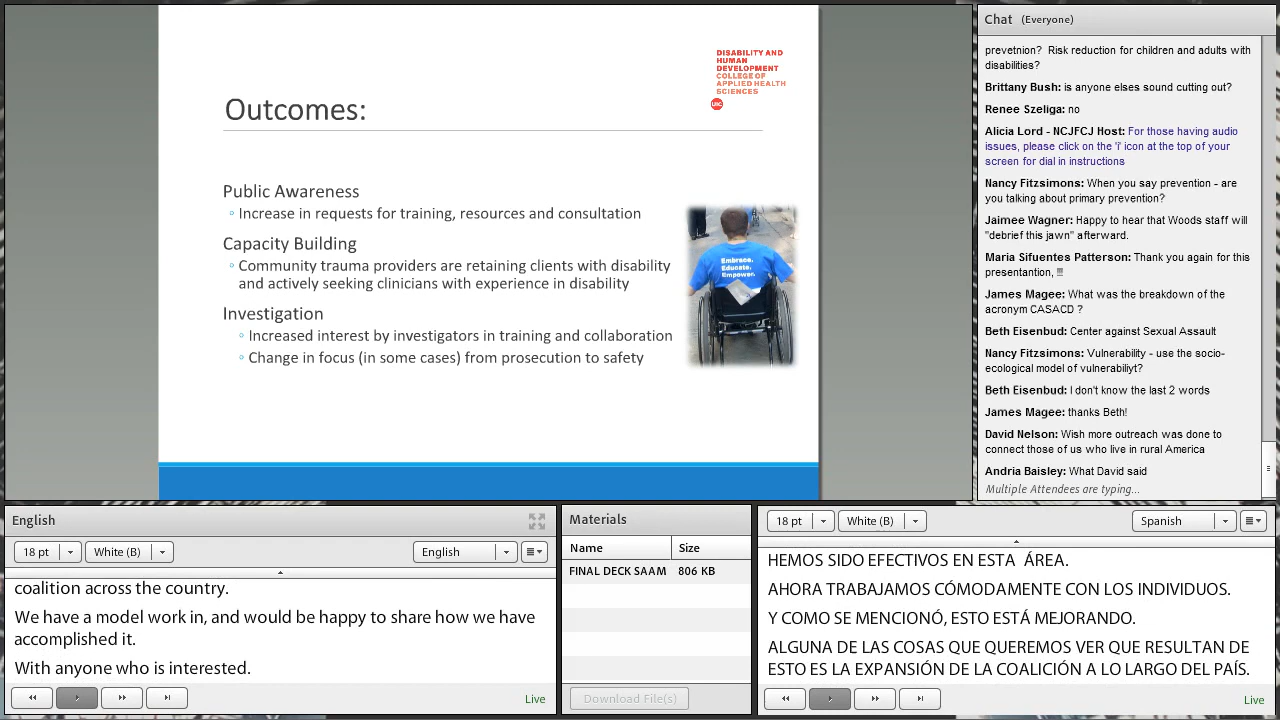 DISABILITY AND
HUMAN
DEVELOPMENT
COLLEGE OF
APPLIED HEALTH
SCIENCES
UIC
Outcomes:
Public Awareness
◦ Increase in requests for training, resources and consultation
Capacity Building
◦ Community trauma providers are retaining clients with disability
and actively seeking clinicians with experience in disability
Investigation
◦ Increased interest by investigators in training and collaboration
◦ Change in focus (in some cases) from prosecution to safety
Embrace.
Educate.
Empower.
Chat (Everyone)
prevetnion? Risk reduction for children and adults with
disabilities?
Brittany Bush: is anyone elses sound cutting out?
Renee Szeliga: no
Alicia Lord - NCJFCJ Host: For those having audio
issues, please click on the 'i' icon at the top of your
screen for dial in instructions
Nancy Fitzsimons: When you say prevention - are
you talking about primary prevention?
Jaimee Wagner: Happy to hear that Woods staff will
"debrief this jawn" afterward.
Maria Sifuentes Patterson: Thank you again for this
presentantion, !!!
James Magee: What was the breakdown of the
acronym CASACD ?
Beth Eisenbud: Center against Sexual Assault
Nancy Fitzsimons: Vulnerability - use the socio-
ecological model of vulnerabiliyt?
Beth Eisenbud: I don't know the last 2 words
James Magee: thanks Beth!
David Nelson: Wish more outreach was done to
connect those of us who live in rural America
Andria Baisley: What David said
Multiple Attendees are typing...
English
18 pt White (B) English
coalition across the country.
We have a model work in, and would be happy to share how we have
accomplished it.
With anyone who is interested.
Live
Materials
Name Size
FINAL DECK SAAM 806 KB
Download File(s)
18 pt White (B) Spanish
HEMOS SIDO EFECTIVOS EN ESTA ÁREA.
AHORA TRABAJAMOS CÓMODAMENTE CON LOS INDIVIDUOS.
Y COMO SE MENCIONÓ, ESTO ESTÁ MEJORANDO.
ALGUNA DE LAS COSAS QUE QUEREMOS VER QUE RESULTAN DE
ESTO ES LA EXPANSIÓN DE LA COALICIÓN A LO LARGO DEL PAÍS.
Live